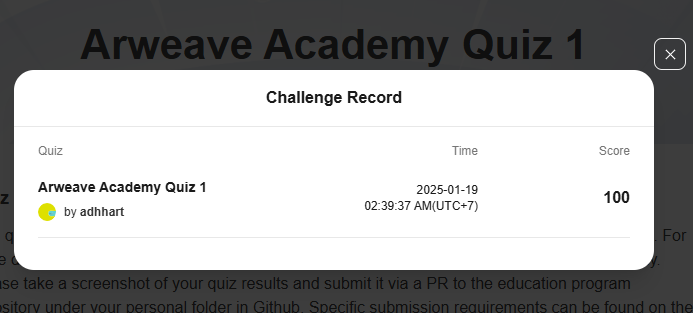 Arweave Academy Quiz 1
Challenge Record
Quiz Time Score
Arweave Academy Quiz 1 2025-01-19 100
by adhhart 02:39:37 AM(UTC+7)
. For
y.
ase take a screenshot of your quiz results and submit it via a PR to the education program
ository under your personal folder in Github. Specific submission requirements can be found on the